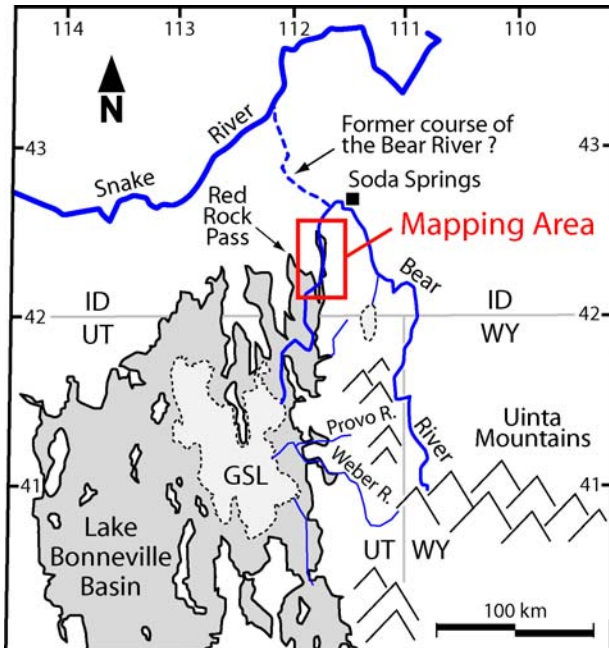 114 113 112 111 110
N
43
43
Snake
River
Former course of
the Bear River ?
Soda Springs
Red
Rock
Pass
Mapping Area
Bear
River
ID
UT
ID
WY
42
42
Provo R.
Weber R.
Uinta
Mountains
GSL
41
41
Lake
Bonneville
Basin
UT
WY
100 km